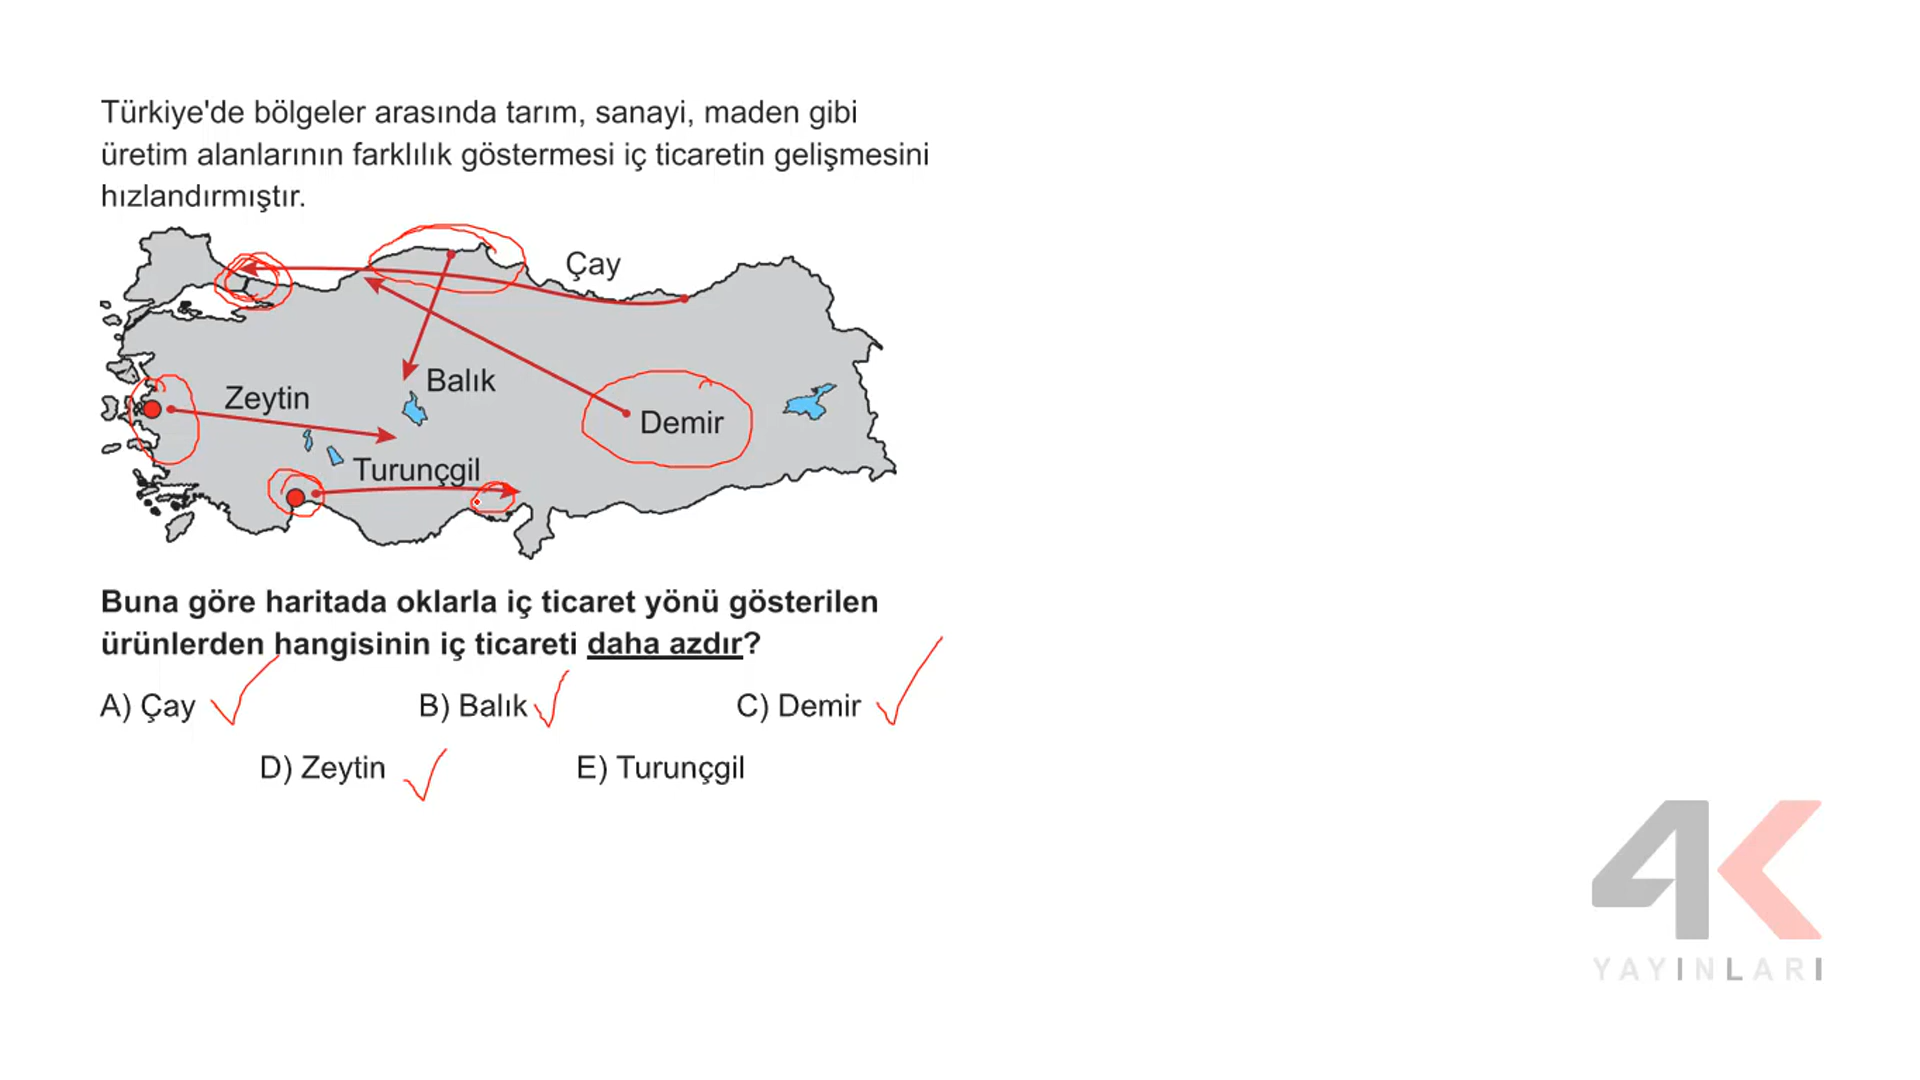 Türkiye'de bölgeler arasında tarım, sanayi, maden gibi
üretim alanlarının farklılık göstermesi iç ticaretin gelişmesini
hızlandırmıştır.
Çay
Balık
Zeytin
Demir
Turunçgil
Buna göre haritada oklarla iç ticaret yönü gösterilen
ürünlerden hangisinin iç ticareti daha azdır?
A) Çay B) Balık C) Demir
D) Zeytin E) Turunçgil
4K
YAYINLARI